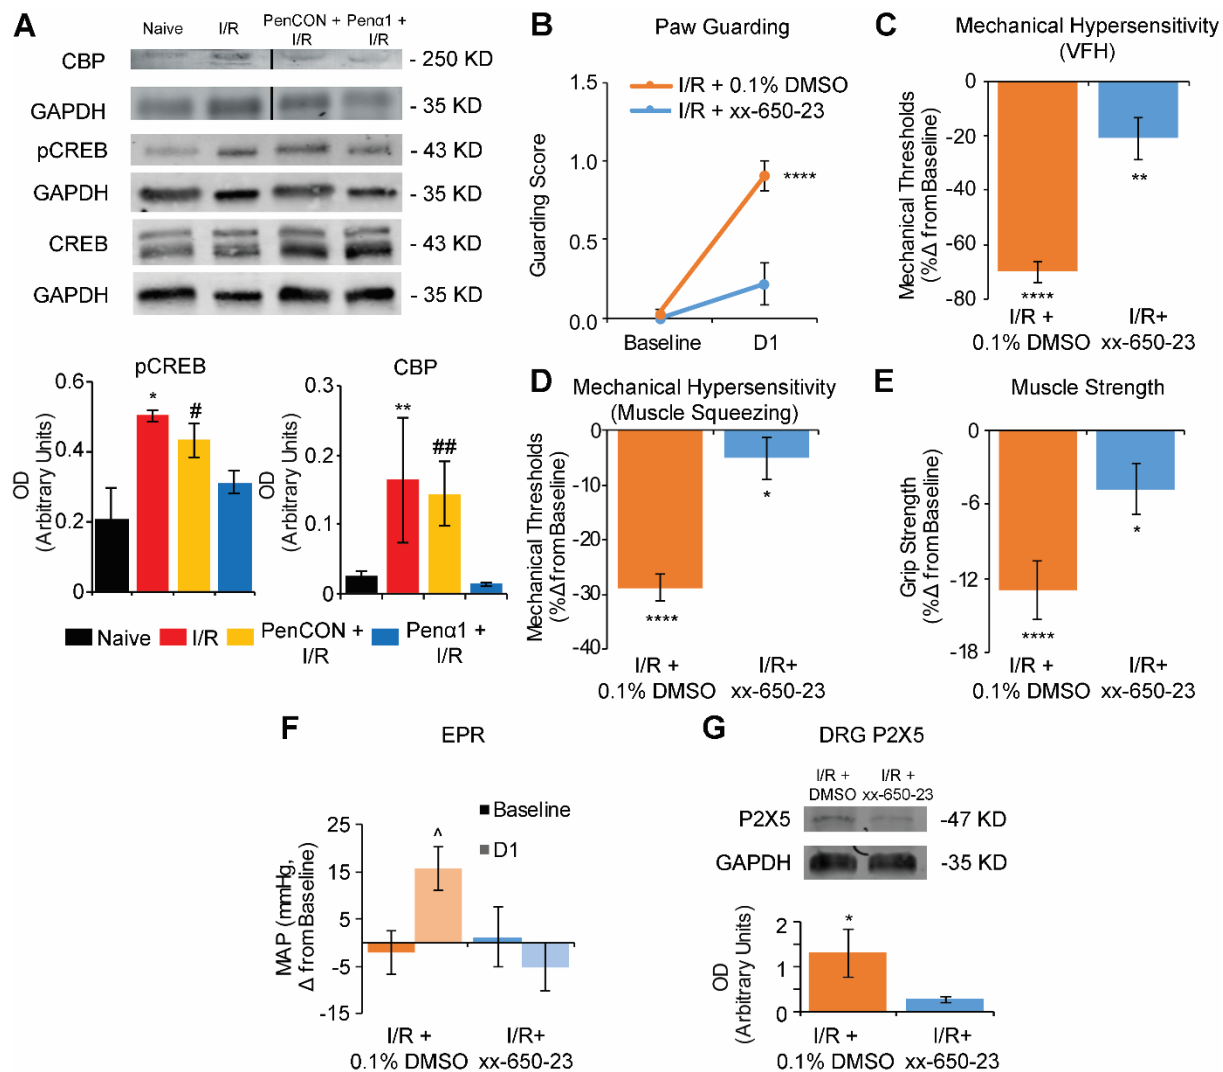 A
Naive
I/R
PenCON +
I/R
Penα1 +
I/R
CBP
- 250 KD
GAPDH
- 35 KD
pCREB
- 43 KD
GAPDH
- 35 KD
CREB
- 43 KD
GAPDH
- 35 KD
pCREB
OD
(Arbitrary Units)
0.6
0.4
0.2
0
*
#
CBP
OD
(Arbitrary Units)
0.3
0.2
0.1
0
**
##
Naive
I/R
PenCON +
I/R
Penα1 +
I/R
B
Paw Guarding
Guarding Score
1.5
1.0
0.5
0.0
I/R + 0.1% DMSO
I/R + xx-650-23
****
Baseline
D1
C
Mechanical Hypersensitivity
(VFH)
Mechanical Thresholds
(%Δ from Baseline)
0
-20
-40
-60
-80
****
**
I/R +
0.1% DMSO
I/R+
xx-650-23
D
Mechanical Hypersensitivity
(Muscle Squeezing)
Mechanical Thresholds
(%Δ from Baseline)
0
-10
-20
-30
-40
****
*
I/R +
0.1% DMSO
I/R+
xx-650-23
E
Muscle Strength
Grip Strength
(%Δ from Baseline)
0
-6
-12
-18
****
*
I/R +
0.1% DMSO
I/R+
xx-650-23
F
EPR
MAP (mmHg,
Δ from Baseline)
25
15
5
-5
-15
^
Baseline
D1
I/R +
0.1% DMSO
I/R+
xx-650-23
G
DRG P2X5
I/R +
DMSO
I/R +
xx-650-23
P2X5
-47 KD
GAPDH
-35 KD
OD
(Arbitrary Units)
2
1
0
*
I/R +
0.1% DMSO
I/R+
xx-650-23